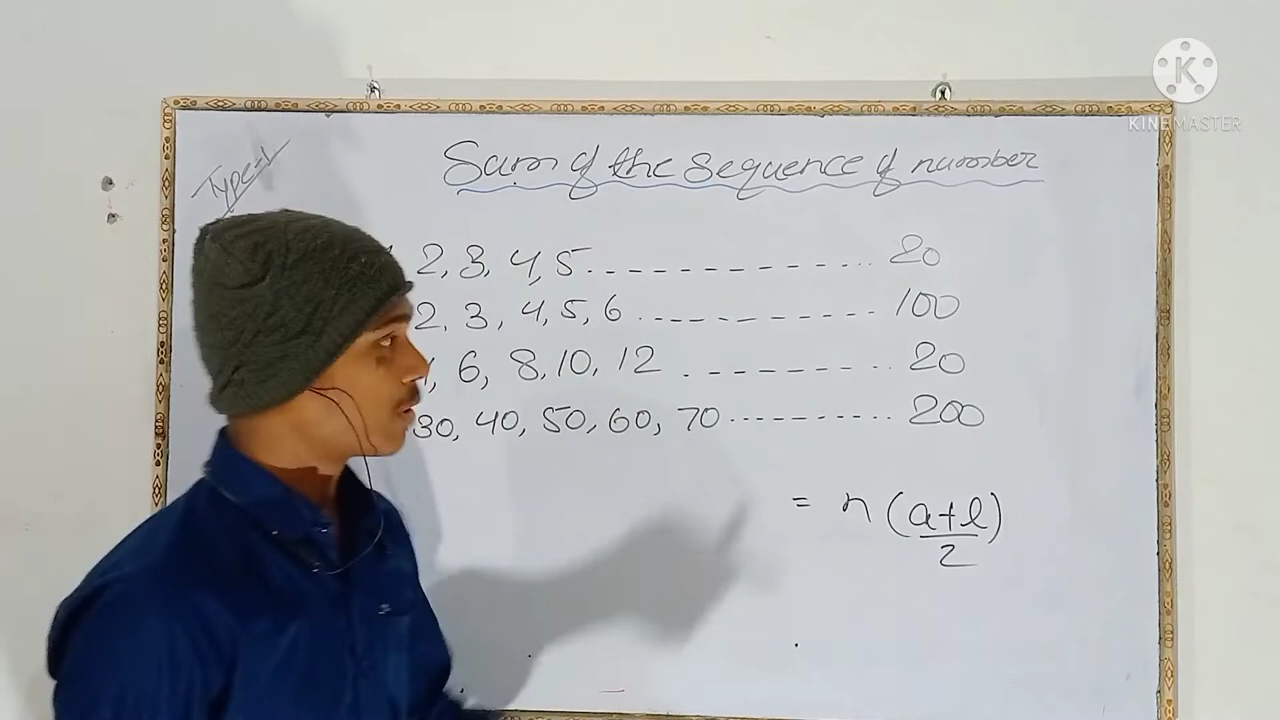 Type-1
Sum of the sequence of number
2, 3, 4, 5 ............... 20
2, 3, 4, 5, 6 ............... 100
6, 8, 10, 12 ............... 20
30, 40, 50, 60, 70 ............... 200
= n (a+l)
2
K
KINEMASTER